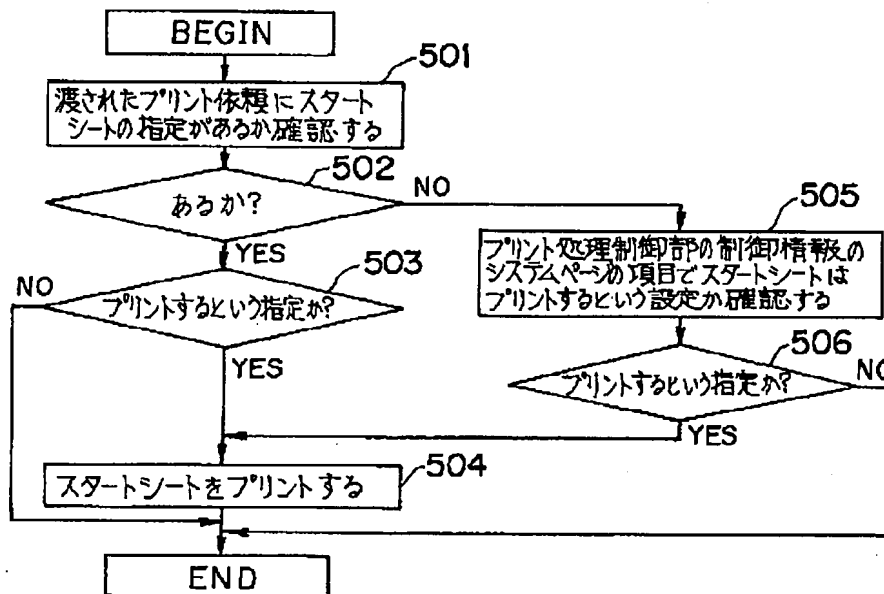 BEGIN
501
渡されたプリント依頼にスタート
シートの指定があるか確認する
502
あるか?
NO
YES
503
NO
プリントするという指定か?
YES
505
プリント処理制御部の制御情報の
システムページの項目でスタートシートは
プリントするという設定か確認する
506
プリントするという指定か?
NO
YES
504
スタートシートをプリントする
END